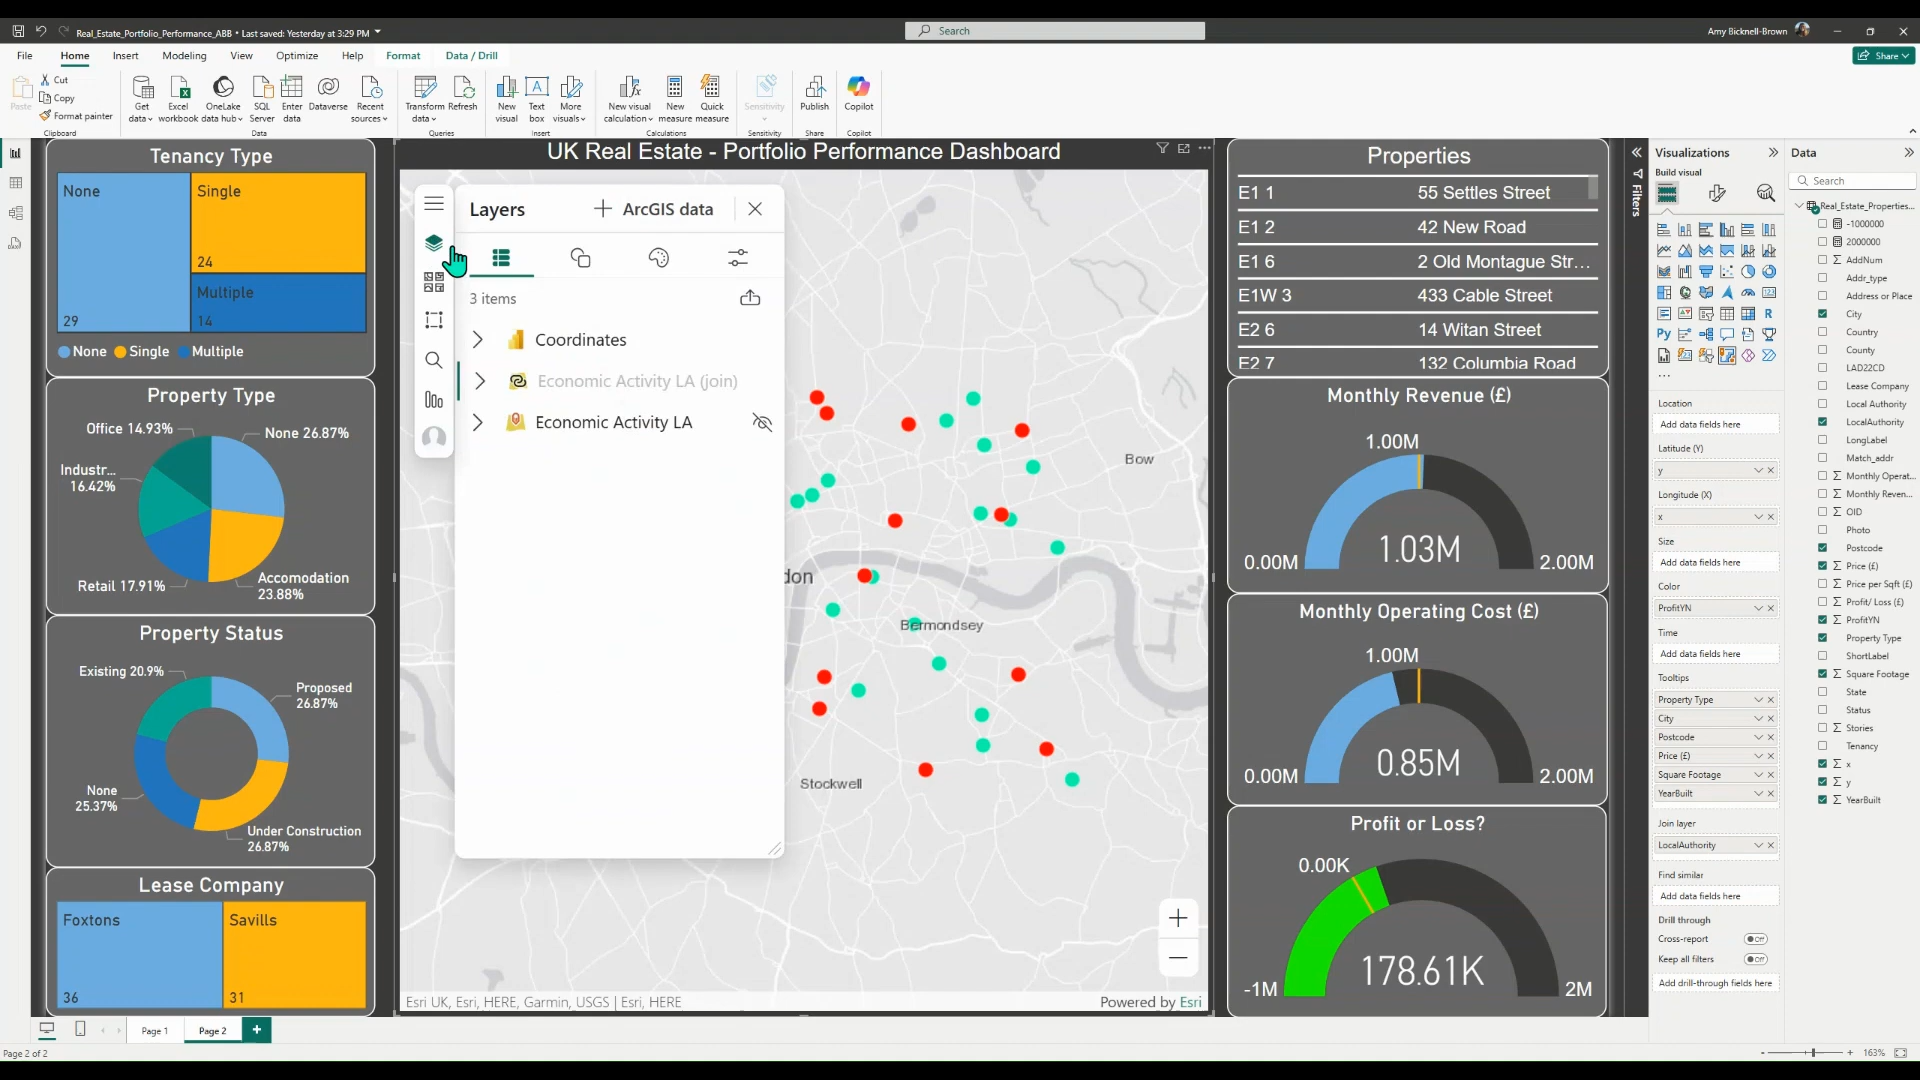 Real_Estate_Portfolio_Performance_ABB • Last saved: Yesterday at 3:29 PM
Search
Amy Bicknell-Brown
File
Home
Insert
Modeling
View
Optimize
Help
Format
Data / Drill
Share
Paste
Cut
Copy
Format painter
Clipboard
Get data
Excel workbook
OneLake data hub
SQL Server
Enter data
Dataverse
Recent sources
Data
Transform data
Refresh
Queries
New visual
Text box
More visuals
Insert
New visual calculation
New measure
Quick measure
Calculations
Sensitivity
Sensitivity
Publish
Share
Copilot
Copilot
Tenancy Type
None
29
Single
24
Multiple
14
None Single Multiple
Property Type
Office 14.93%
None 26.87%
Industr...
16.42%
Retail 17.91%
Accomodation
23.88%
Property Status
Existing 20.9%
Proposed
26.87%
None
25.37%
Under Construction
26.87%
Lease Company
Foxtons
36
Savills
31
UK Real Estate - Portfolio Performance Dashboard
Layers
ArcGIS data
3 items
Coordinates
Economic Activity LA (join)
Economic Activity LA
Bow
don
Bermondsey
Stockwell
Esri UK, Esri, HERE, Garmin, USGS | Esri, HERE
Powered by Esri
Properties
E1 1 55 Settles Street
E1 2 42 New Road
E1 6 2 Old Montague Str...
E1W 3 433 Cable Street
E2 6 14 Witan Street
E2 7 132 Columbia Road
Monthly Revenue (£)
1.00M
0.00M
1.03M
2.00M
Monthly Operating Cost (£)
1.00M
0.00M
0.85M
2.00M
Profit or Loss?
0.00K
-1M
178.61K
2M
Filters
Visualizations
Build visual
R
Py
...
Location
Add data fields here
Latitude (Y)
y
Longitude (X)
x
Size
Add data fields here
Color
ProfitYN
Time
Add data fields here
Tooltips
Property Type
City
Postcode
Price (£)
Square Footage
YearBuilt
Join layer
LocalAuthority
Find similar
Add data fields here
Drill through
Cross-report
Off
Keep all filters
Off
Add drill-through fields here
Data
Search
Real_Estate_Properties...
-1000000
2000000
AddNum
Addr_type
Address or Place
City
Country
County
LAD22CD
Lease Company
Local Authority
LocalAuthority
LongLabel
Match_addr
Monthly Operat...
Monthly Reven...
OID
Photo
Postcode
Price (£)
Price per Sqft (£)
Profit/ Loss (£)
ProfitYN
Property Type
ShortLabel
Square Footage
State
Status
Stories
Tenancy
x
y
YearBuilt
Page 1
Page 2
Page 2 of 2
163%